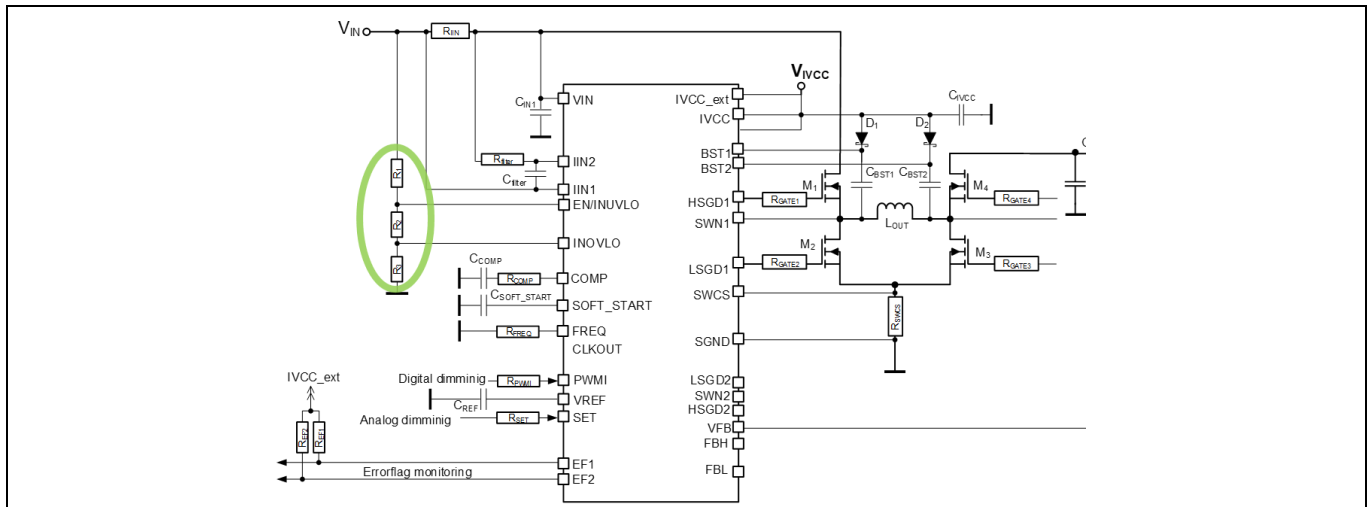 VIN
RIIN
VIVCC
CIN1
VIN
IVCC_ext
IVCC
CIVCC
D1
D2
BST1
BST2
R1
Rfilter
IIN2
Cfilter
IIN1
CBST1
CBST2
M1
M4
HSGD1
RGATE1
RGATE4
EN/INUVLO
SWN1
LOUT
R2
INOVLO
M2
M3
LSGD1
RGATE2
RGATE3
R3
CCOMP
RCOMP
COMP
SWCS
CSOFT_START
SOFT_START
RSWCS
RFREQ
FREQ
SGND
CLKOUT
IVCC_ext
Digital dimminig
RPWMI
PWMI
LSGD2
CREF
VREF
SWN2
HSGD2
Analog dimminig
RSET
SET
VFB
REF2
REF1
FBH
EF1
FBL
Errorflag monitoring
EF2